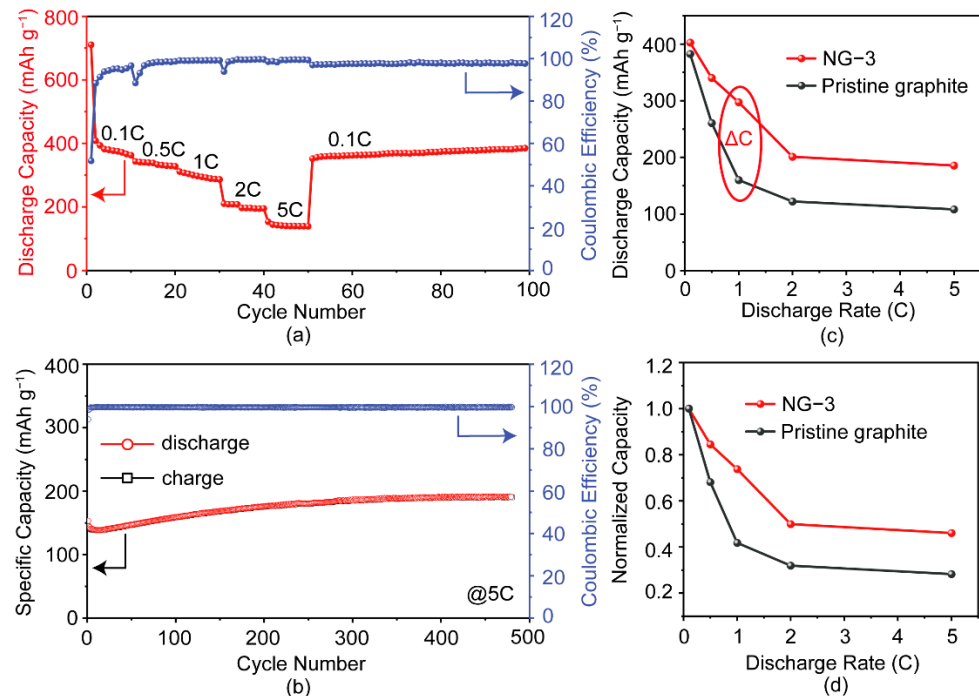 800
600
400
200
0
Discharge Capacity (mAh g⁻¹)
0.1C
0.5C
1C
2C
5C
0.1C
120
100
80
60
40
20
0
Coulombic Efficiency (%)
0 20 40 60 80 100
Cycle Number
(a)
400
300
200
100
0
Discharge Capacity (mAh g⁻¹)
NG−3
Pristine graphite
ΔC
0 1 2 3 4 5
Discharge Rate (C)
(c)
400
350
300
200
150
100
0
Specific Capacity (mAh g⁻¹)
discharge
charge
@5C
120
100
80
60
40
20
0
Coulombic Efficiency (%)
0 100 200 300 400 500
Cycle Number
(b)
1.2
1.0
0.8
0.6
0.4
0.2
Normalized Capacity
NG−3
Pristine graphite
0 1 2 3 4 5
Discharge Rate (C)
(d)